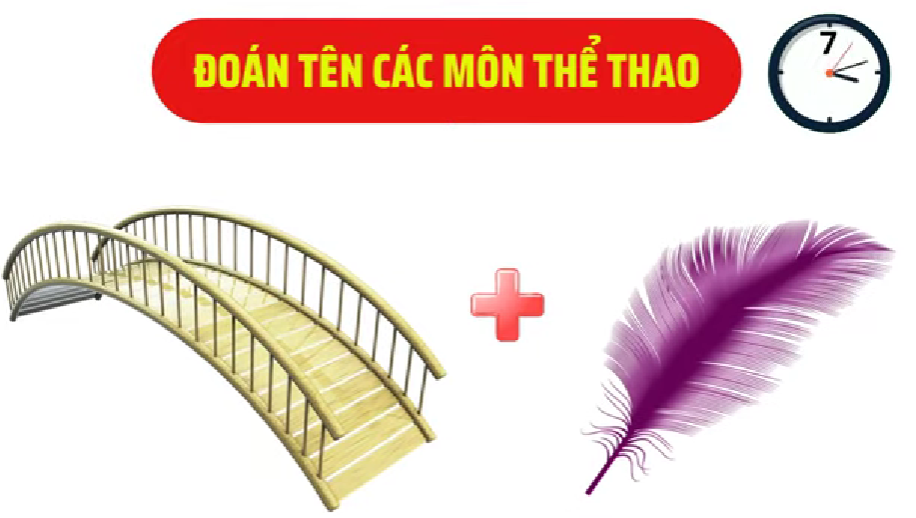 ĐOÁN TÊN CÁC MÔN THỂ THAO
7